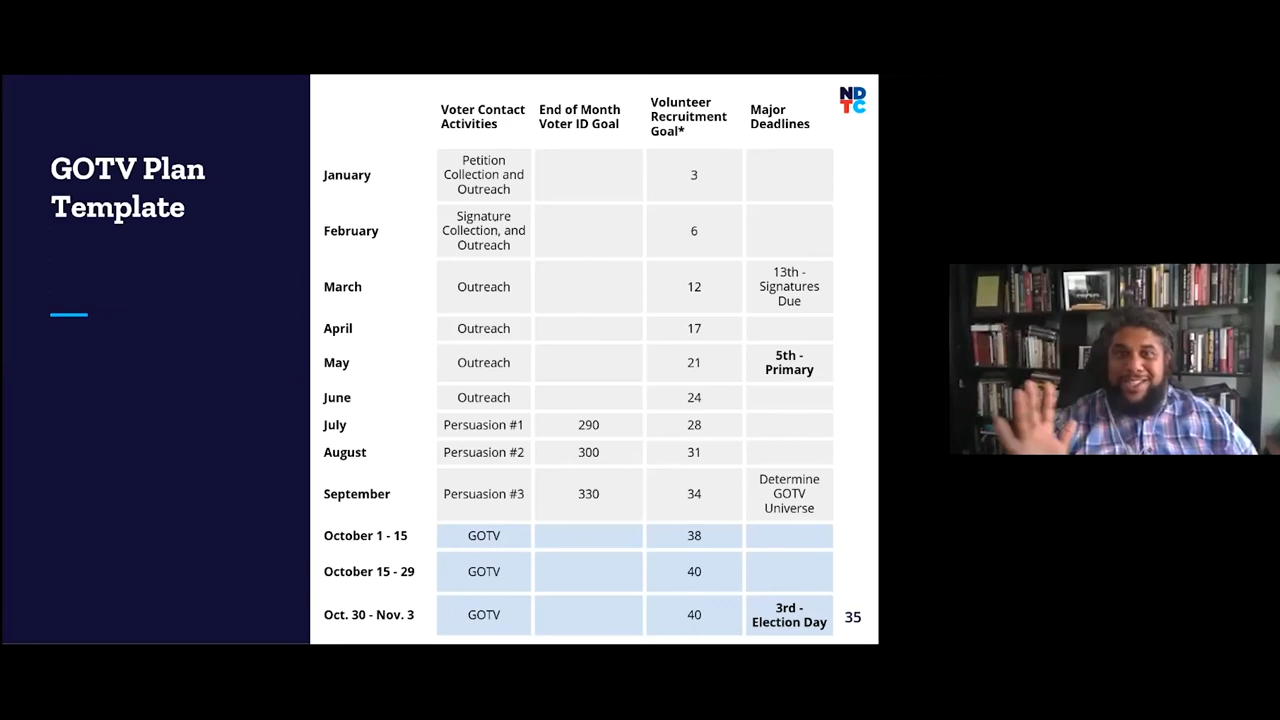 GOTV Plan
Template
Voter Contact
Activities
End of Month
Voter ID Goal
Volunteer
Recruitment
Goal*
Major
Deadlines
ND
TC
January
Petition
Collection and
Outreach
3
February
Signature
Collection, and
Outreach
6
March
Outreach
12
13th -
Signatures
Due
April
Outreach
17
May
Outreach
21
5th -
Primary
June
Outreach
24
July
Persuasion #1
290
28
August
Persuasion #2
300
31
September
Persuasion #3
330
34
Determine
GOTV
Universe
October 1 - 15
GOTV
38
October 15 - 29
GOTV
40
Oct. 30 - Nov. 3
GOTV
40
3rd -
Election Day
35